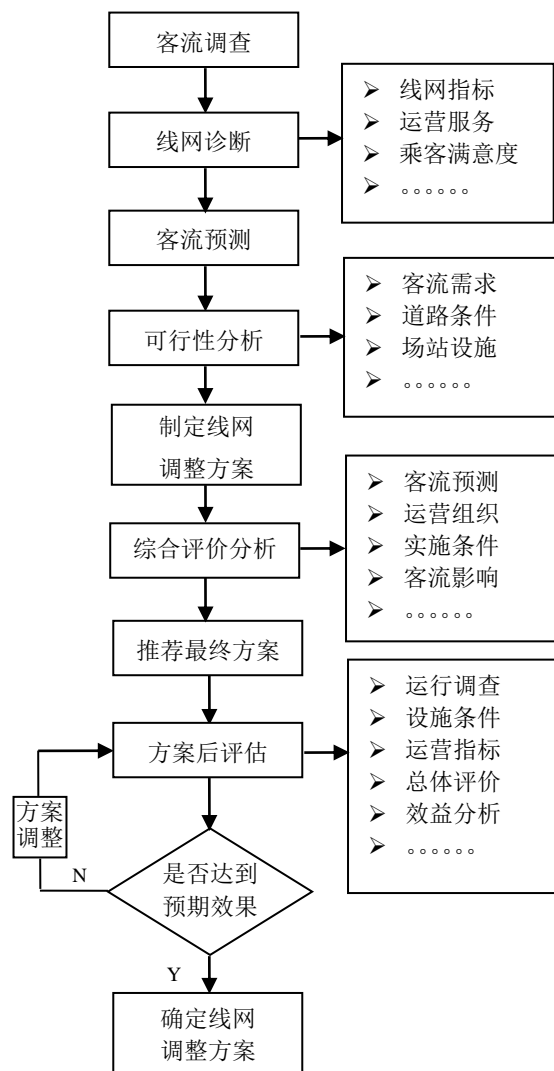 客流调查
线网诊断
➢ 线网指标
➢ 运营服务
➢ 乘客满意度
➢ 。。。。。。
客流预测
可行性分析
➢ 客流需求
➢ 道路条件
➢ 场站设施
➢ 。。。。。。
制定线网
调整方案
综合评价分析
➢ 客流预测
➢ 运营组织
➢ 实施条件
➢ 客流影响
➢ 。。。。。。
推荐最终方案
方案后评估
➢ 运行调查
➢ 设施条件
➢ 运营指标
➢ 总体评价
➢ 效益分析
➢ 。。。。。。
方案
调整
N
是否达到
预期效果
Y
确定线网
调整方案